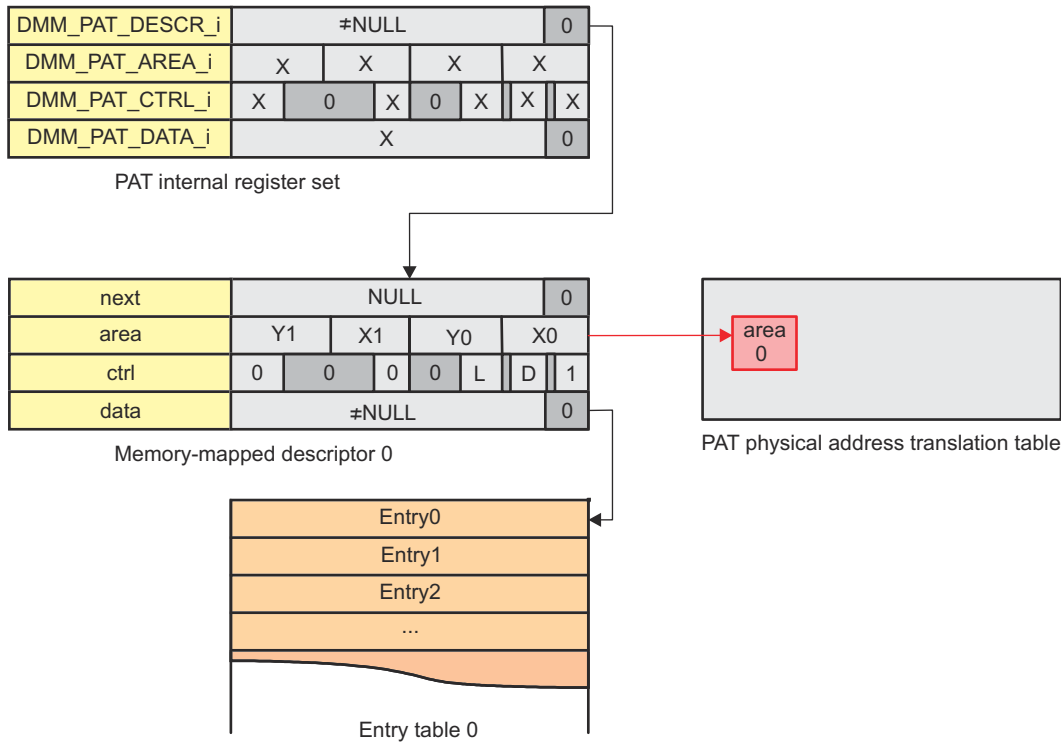 DMM_PAT_DESCR_i ≠NULL 0
DMM_PAT_AREA_i X X X X
DMM_PAT_CTRL_i X 0 X 0 X X X
DMM_PAT_DATA_i X 0
PAT internal register set
next NULL 0
area Y1 X1 Y0 X0
ctrl 0 0 0 0 L D 1
data ≠NULL 0
Memory-mapped descriptor 0
area
0
PAT physical address translation table
Entry0
Entry1
Entry2
...
Entry table 0